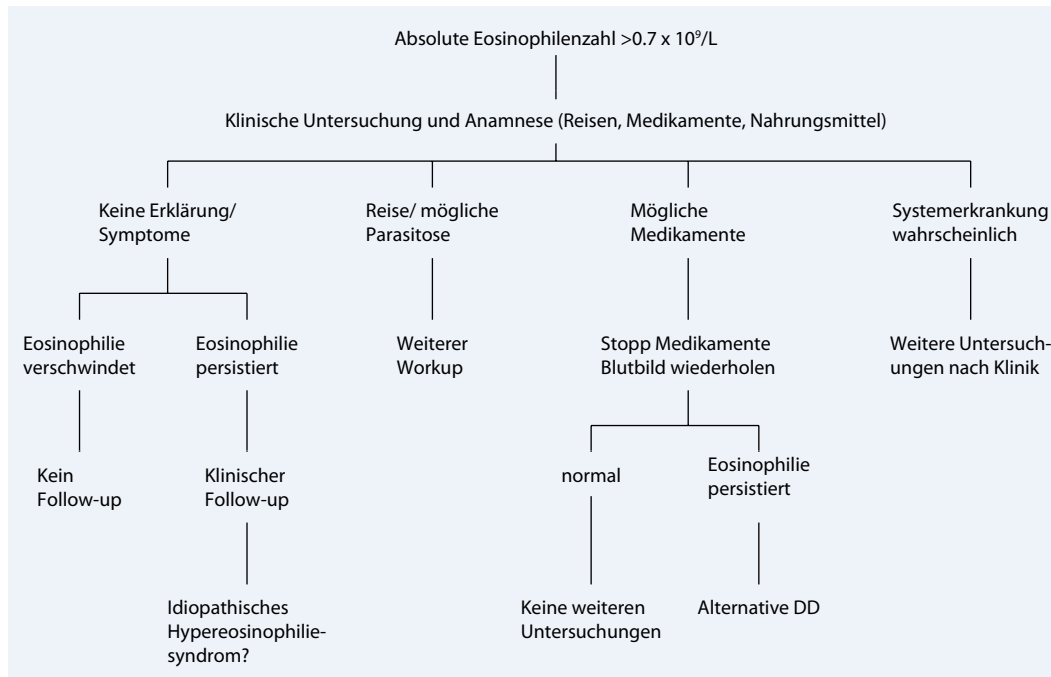 Absolute Eosinophilenzahl >0.7 x 10⁹/L
Klinische Untersuchung und Anamnese (Reisen, Medikamente, Nahrungsmittel)
Keine Erklärung/
Symptome
Reise/ mögliche
Parasitose
Mögliche
Medikamente
Systemerkrankung
wahrscheinlich
Eosinophilie
verschwindet
Eosinophilie
persistiert
Weiterer
Workup
Stopp Medikamente
Blutbild wiederholen
Weitere Untersuch-
ungen nach Klinik
Kein
Follow-up
Klinischer
Follow-up
normal
Eosinophilie
persistiert
Idiopathisches
Hypereosinophilie-
syndrom?
Keine weiteren
Untersuchungen
Alternative DD